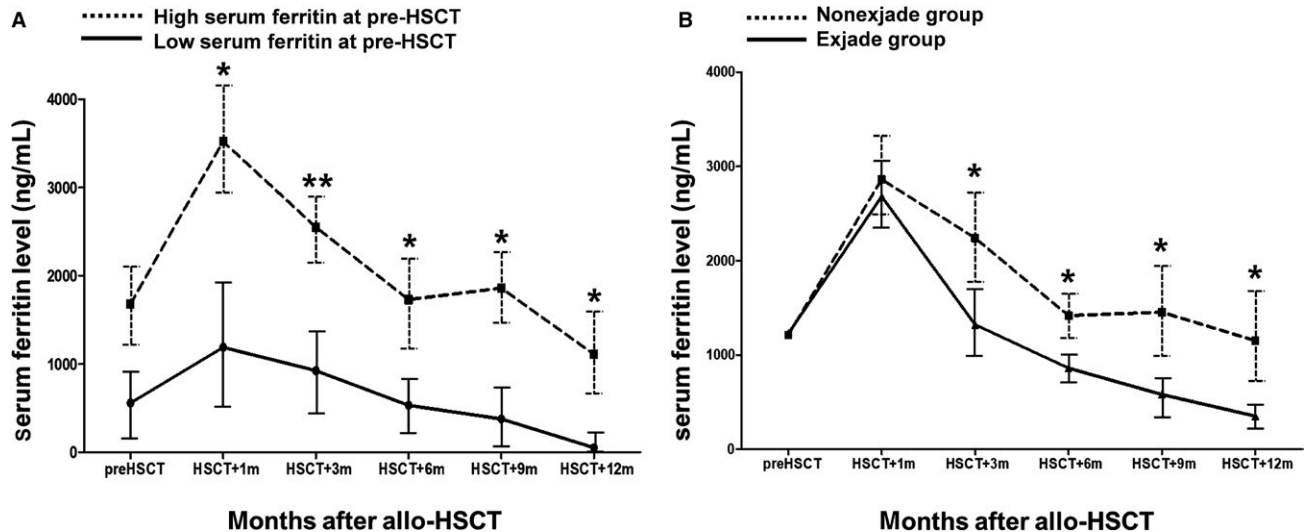 A
High serum ferritin at pre-HSCT
Low serum ferritin at pre-HSCT
serum ferritin level (ng/mL)
4000
3000
2000
1000
0
*
**
*
*
*
preHSCT HSCT+1m HSCT+3m HSCT+6m HSCT+9m HSCT+12m
Months after allo-HSCT
B
Nonexjade group
Exjade group
serum ferritin level (ng/mL)
4000
3000
2000
1000
0
*
*
*
*
preHSCT HSCT+1m HSCT+3m HSCT+6m HSCT+9m HSCT+12m
Months after allo-HSCT